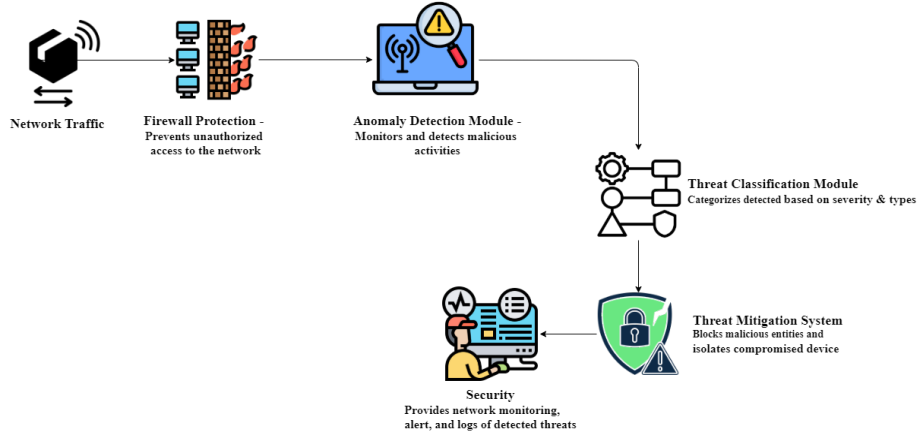 Network Traffic
Firewall Protection -
Prevents unauthorized
access to the network
Anomaly Detection Module -
Monitors and detects malicious
activities
Threat Classification Module
Categorizes detected based on severity & types
Threat Mitigation System
Blocks malicious entities and
isolates compromised device
Security
Provides network monitoring,
alert, and logs of detected threats